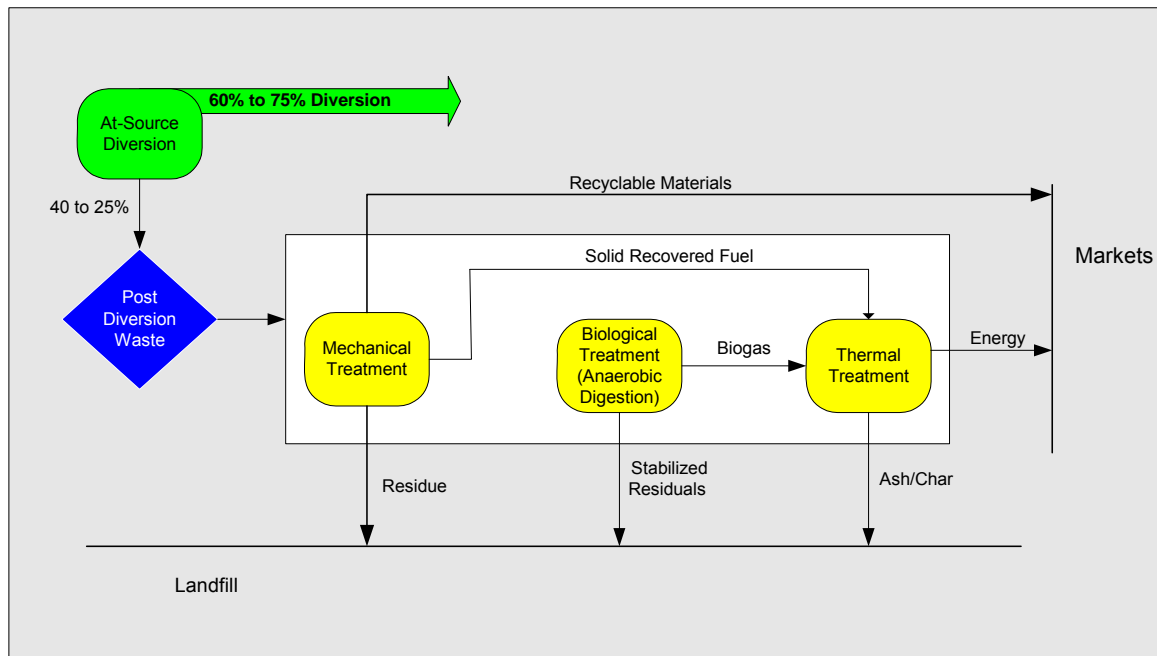 60% to 75% Diversion
At-Source
Diversion
Recyclable Materials
40 to 25%
Solid Recovered Fuel
Markets
Post
Diversion
Waste
Mechanical
Treatment
Biological
Treatment
(Anaerobic
Digestion)
Biogas
Thermal
Treatment
Energy
Residue
Stabilized
Residuals
Ash/Char
Landfill